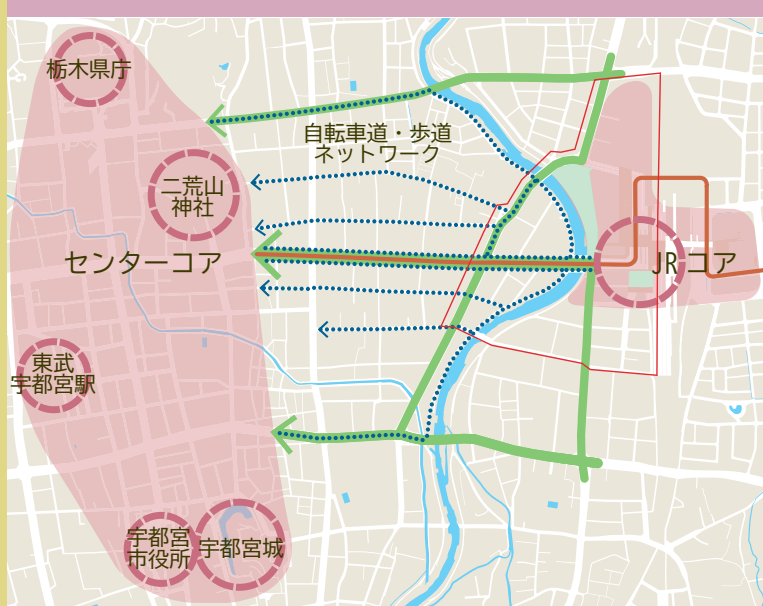 栃木県庁
自転車道・歩道
ネットワーク
二荒山
神社
センターコア
JRコア
東武
宇都宮駅
宇都宮
市役所
宇都宮城